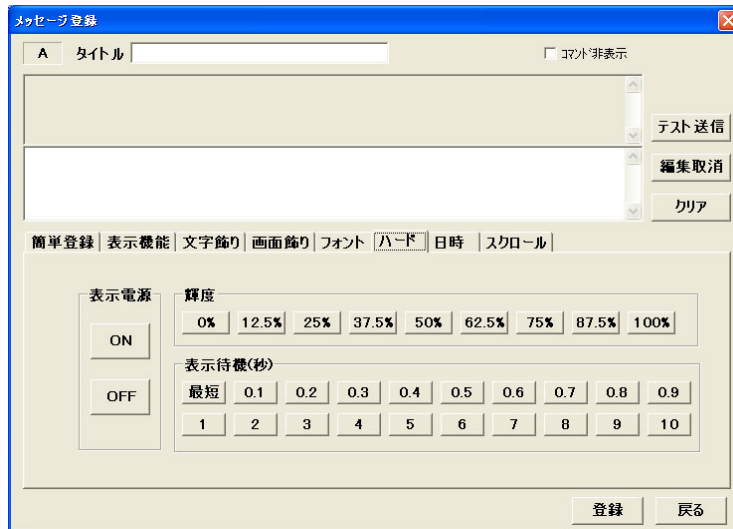 メッセージ登録
A タイトル コマンド非表示
テスト送信
編集取消
クリア
簡単登録 表示機能 文字飾り 画面飾り フォント ハード 日時 スクロール
表示電源 輝度
0% 12.5% 25% 37.5% 50% 62.5% 75% 87.5% 100%
ON
表示待機(秒)
OFF 最短 0.1 0.2 0.3 0.4 0.5 0.6 0.7 0.8 0.9
1 2 3 4 5 6 7 8 9 10
登録 戻る